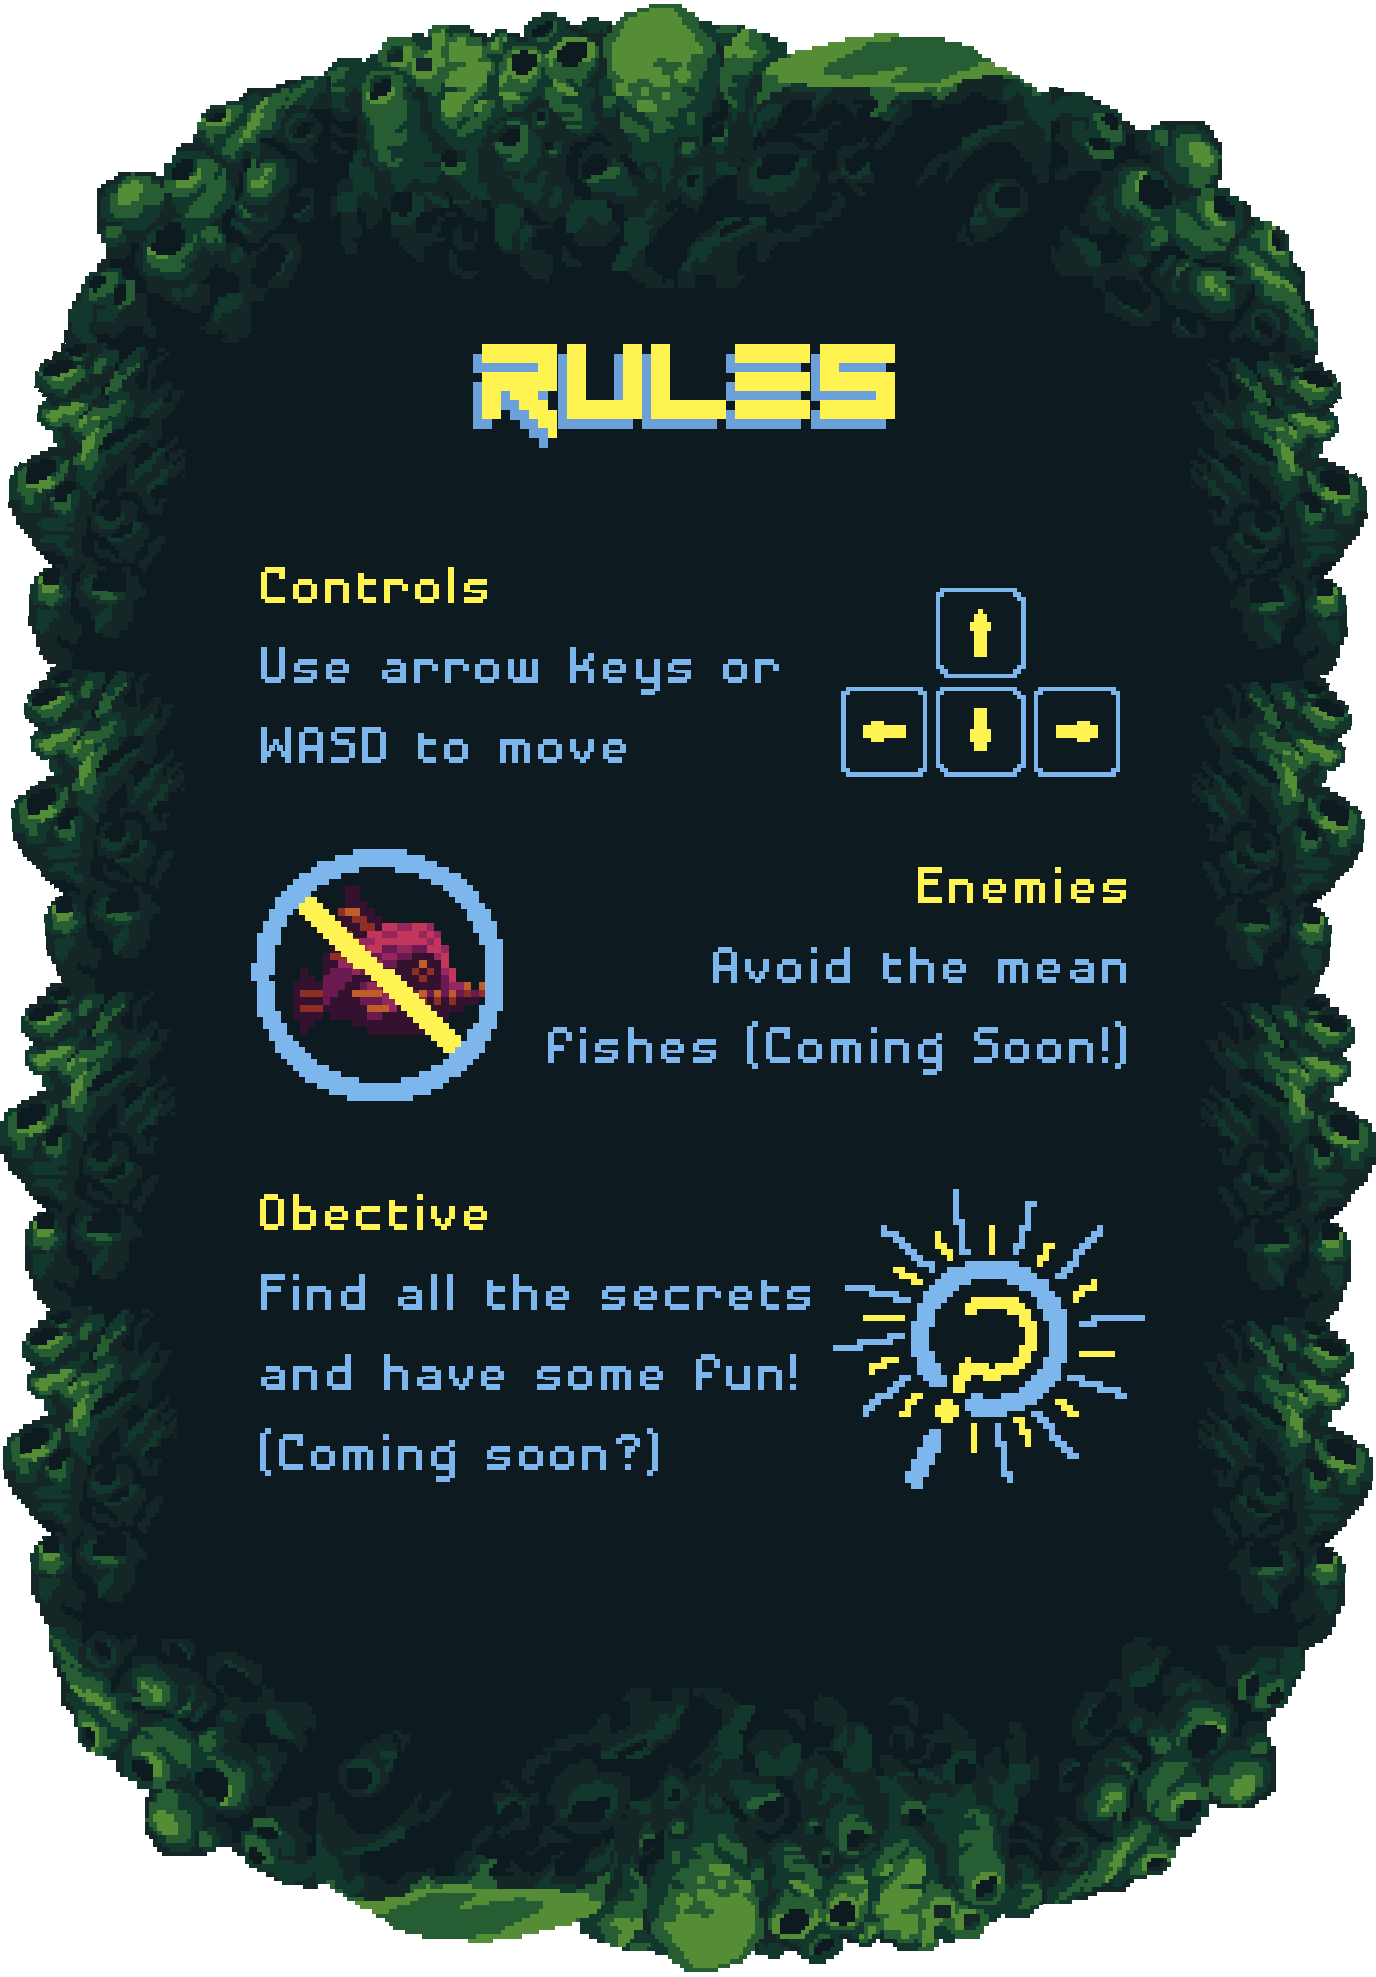 RULES
Controls
Use arrow keys or
WASD to move
Enemies
Avoid the mean
fishes (Coming Soon!)
Obective
Find all the secrets
and have some fun!
(Coming soon?)